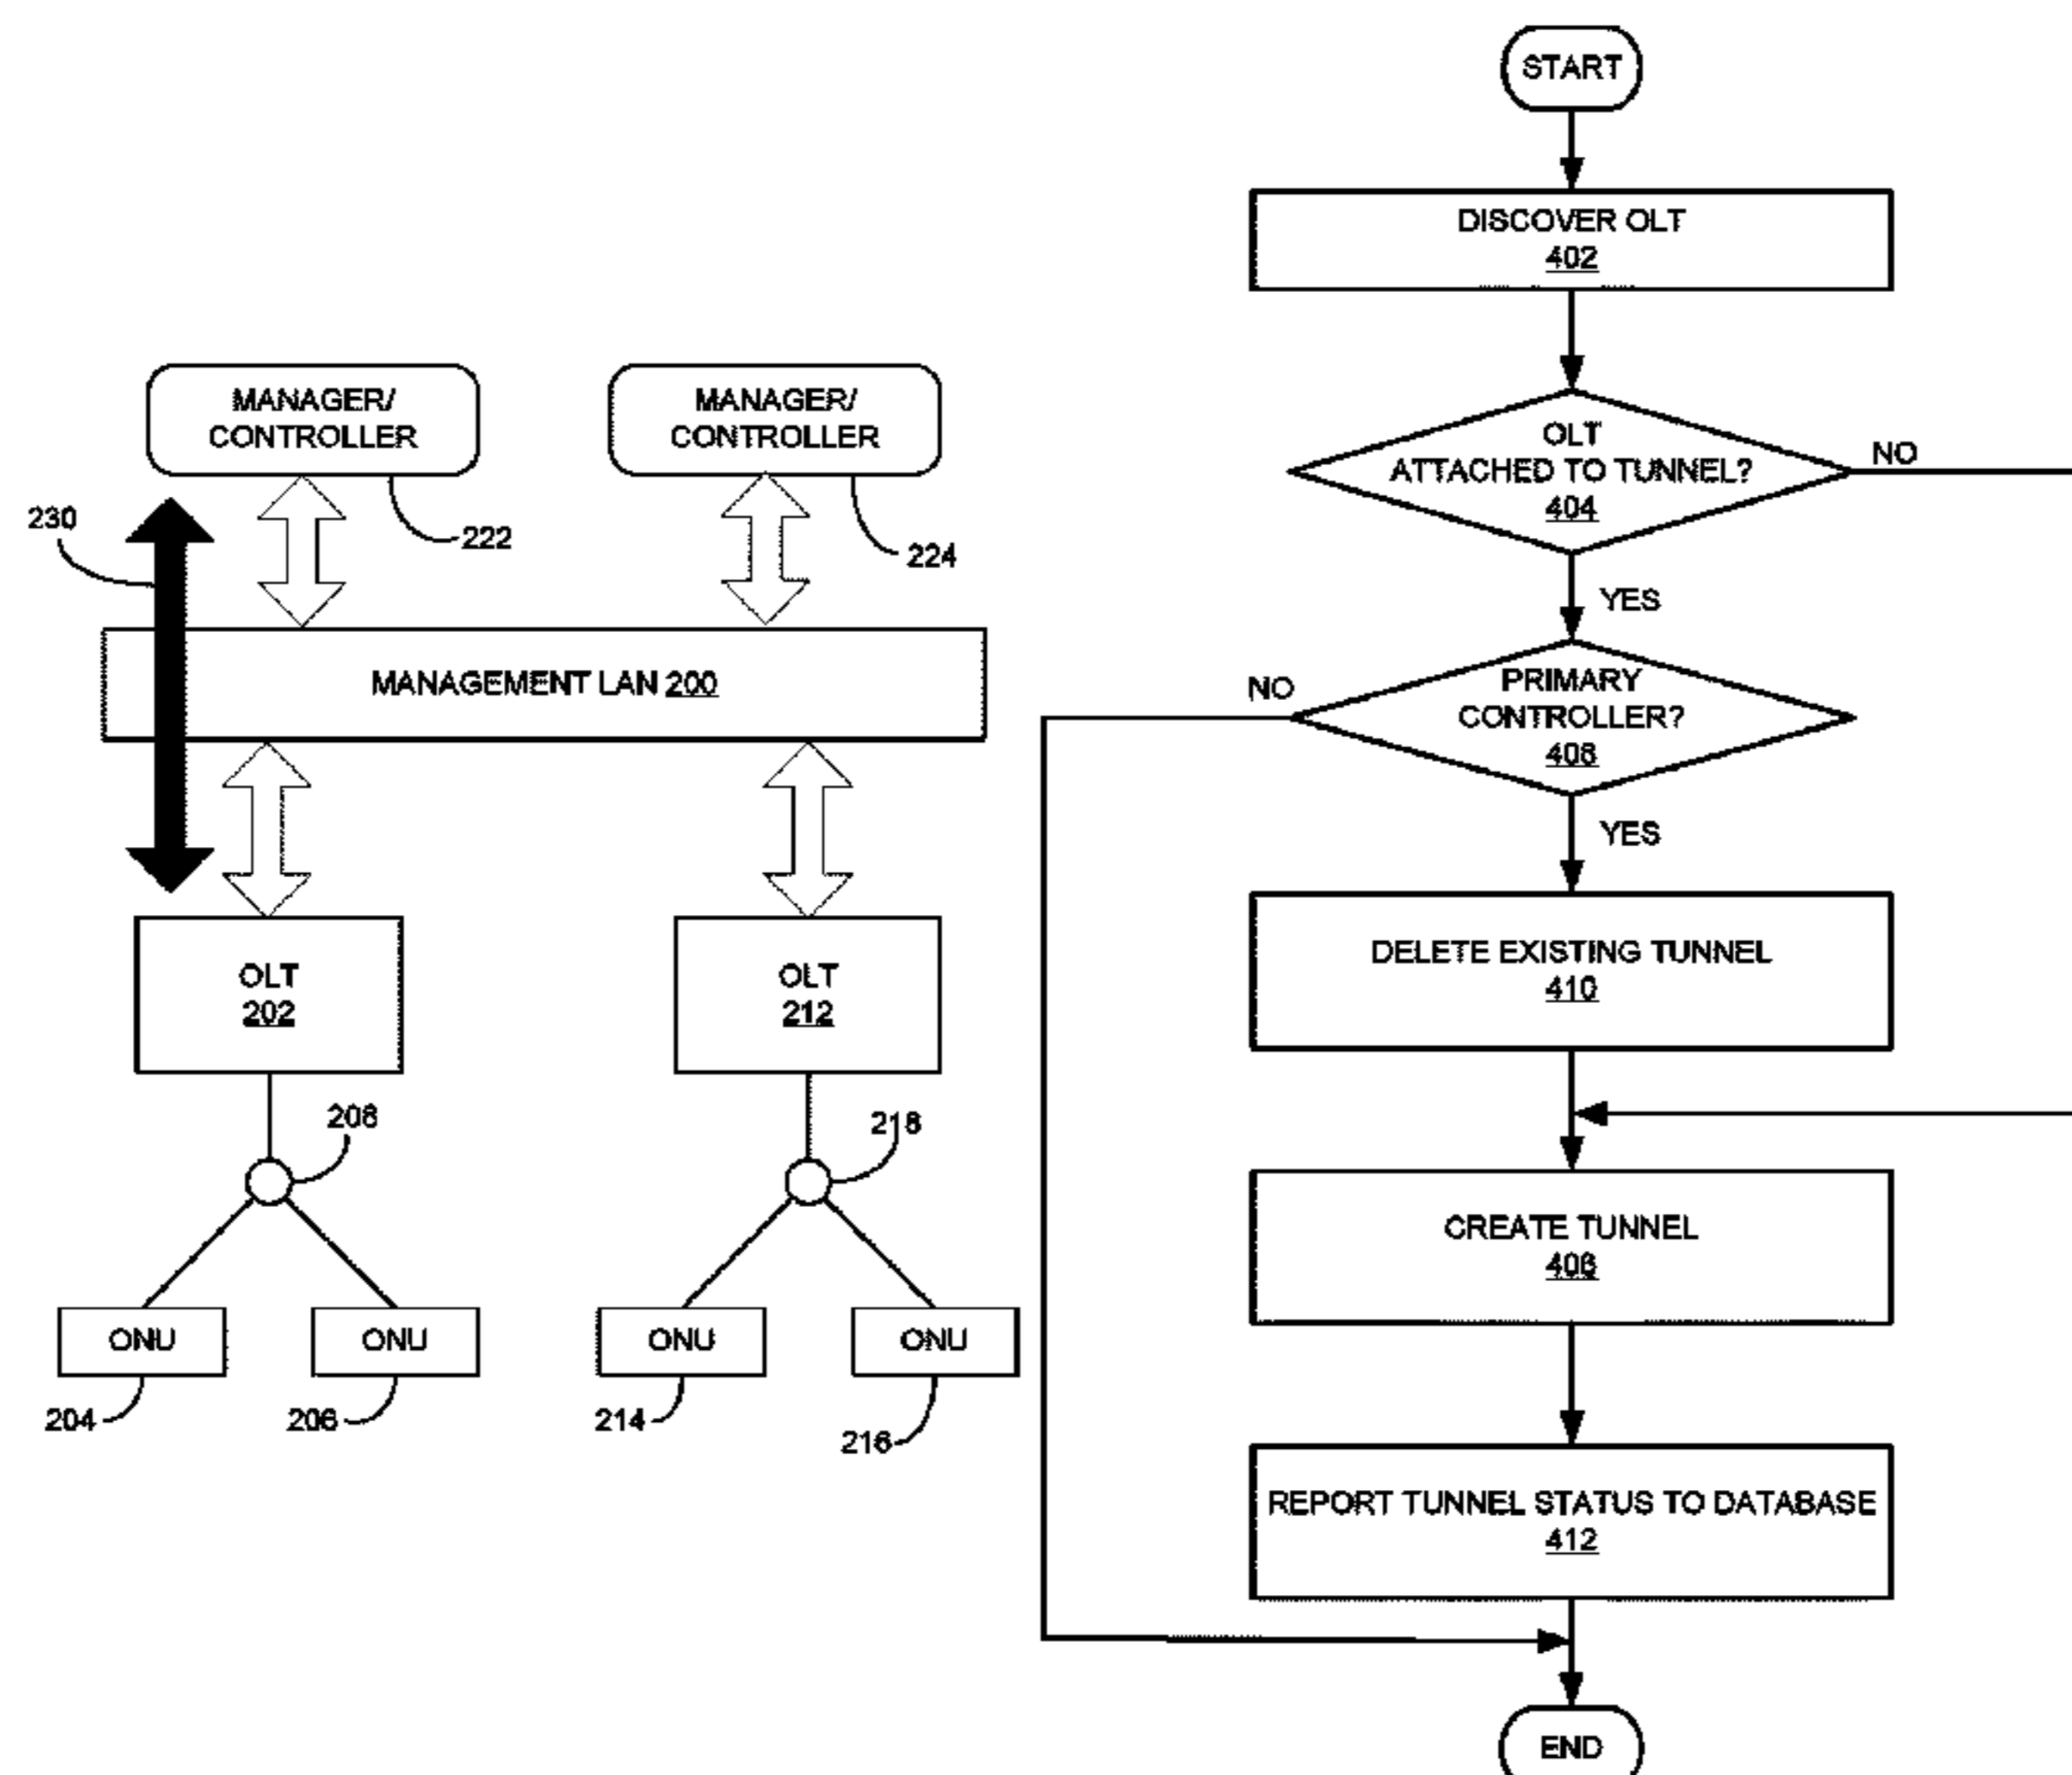 MANAGER/
CONTROLLER
MANAGER/
CONTROLLER
230
222
224
MANAGEMENT LAN 200
OLT
202
OLT
212
208
218
ONU
ONU
ONU
ONU
204
206
214
216
START
DISCOVER OLT
402
OLT
ATTACHED TO TUNNEL?
404
NO
YES
PRIMARY
CONTROLLER?
408
NO
YES
DELETE EXISTING TUNNEL
410
CREATE TUNNEL
406
REPORT TUNNEL STATUS TO DATABASE
412
END